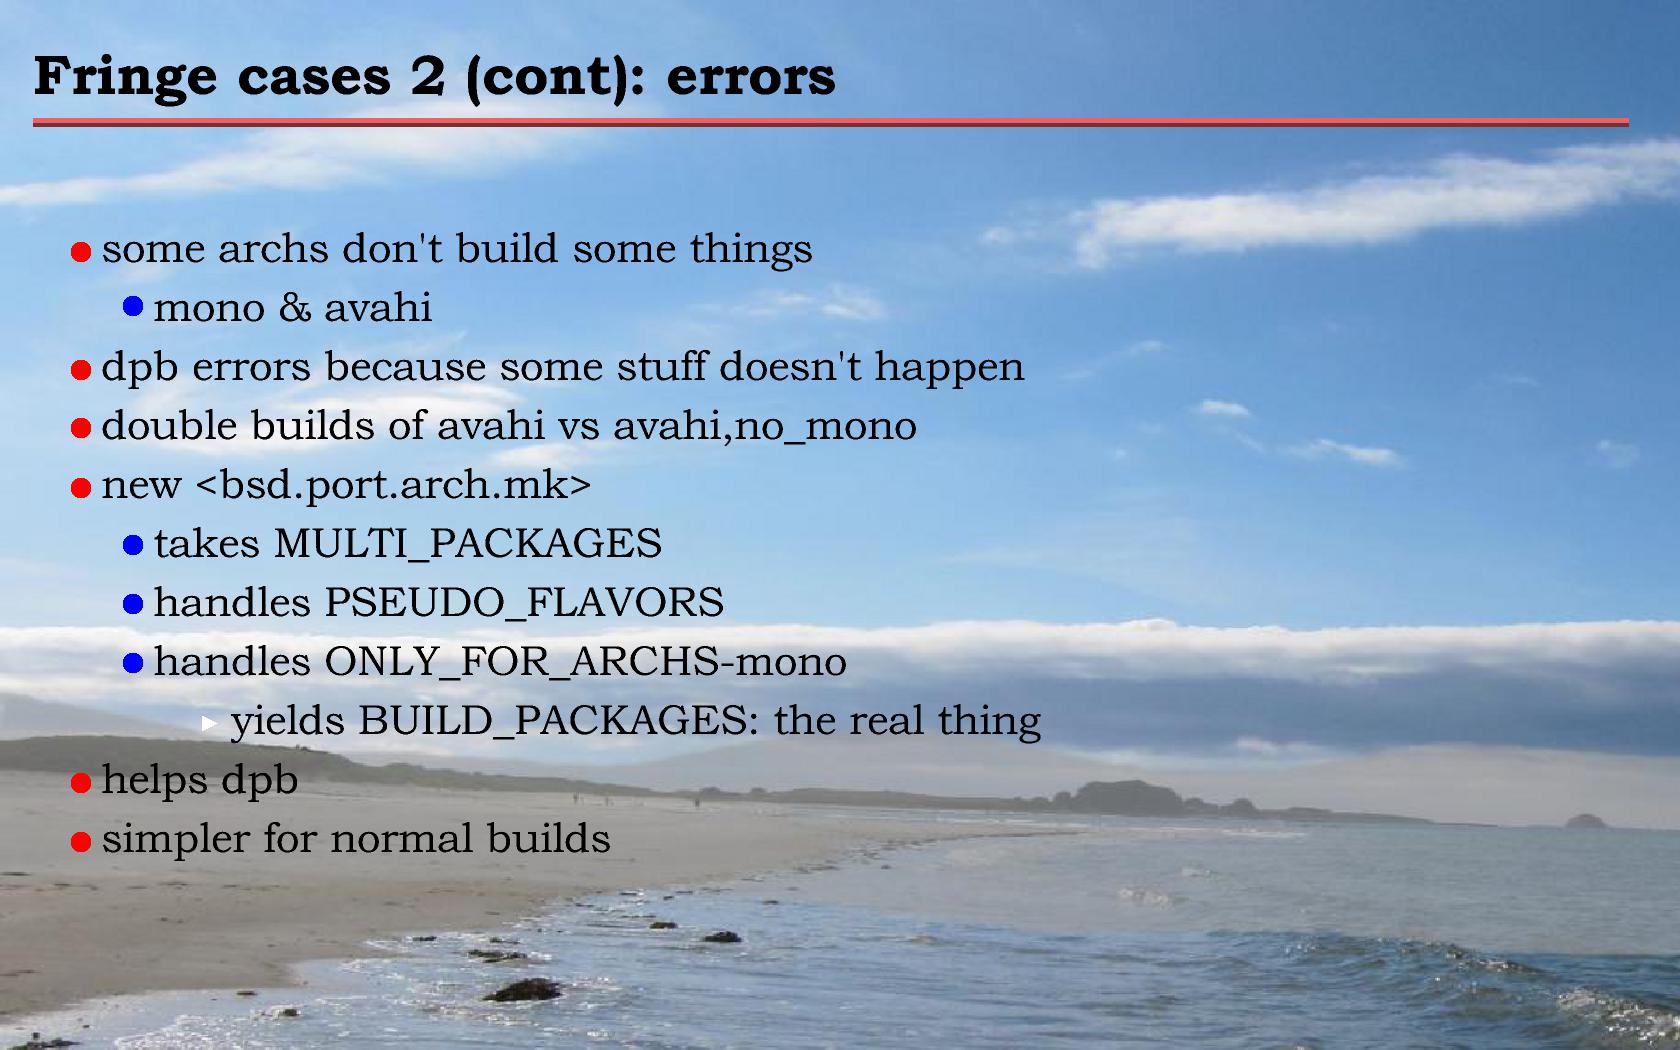 Fringe cases 2 (cont): errors
some archs don't build some things
mono & avahi
dpb errors because some stuff doesn't happen
double builds of avahi vs avahi,no_mono
new <bsd.port.arch.mk>
takes MULTI_PACKAGES
handles PSEUDO_FLAVORS
handles ONLY_FOR_ARCHS-mono
yields BUILD_PACKAGES: the real thing
helps dpb
simpler for normal builds